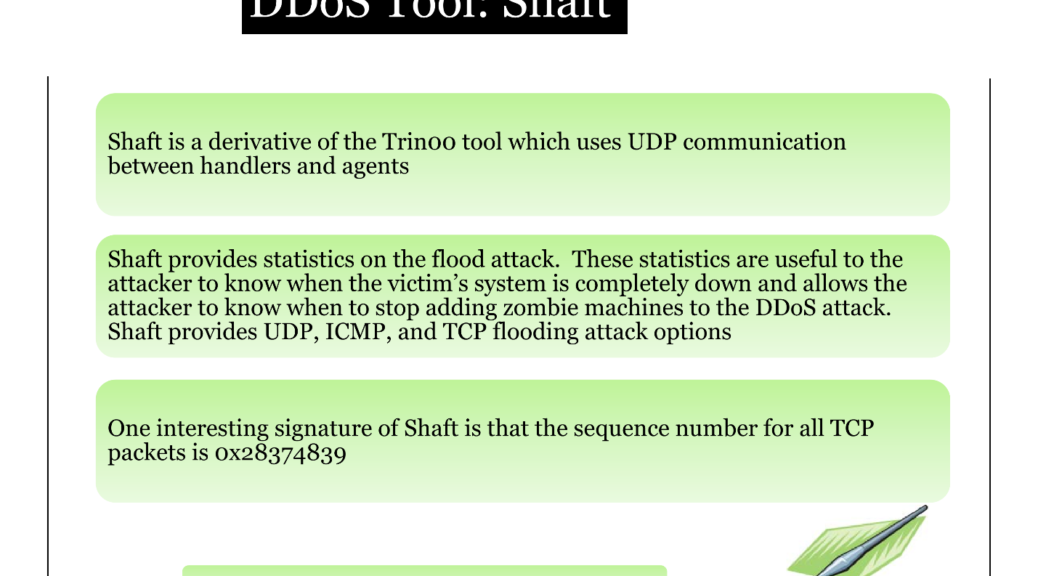 DDoS Tool: Shaft
Shaft is a derivative of the Trin00 tool which uses UDP communication
between handlers and agents
Shaft provides statistics on the flood attack.  These statistics are useful to the
attacker to know when the victim’s system is completely down and allows the
attacker to know when to stop adding zombie machines to the DDoS attack.
Shaft provides UDP, ICMP, and TCP flooding attack options
One interesting signature of Shaft is that the sequence number for all TCP
packets is 0x28374839